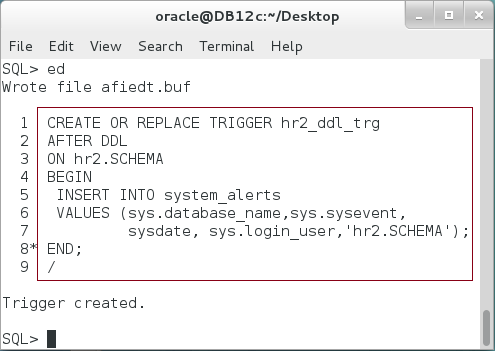 oracle@DB12c:~/Desktop
File Edit View Search Terminal Help
SQL> ed
Wrote file afiedt.buf
1 CREATE OR REPLACE TRIGGER hr2_ddl_trg
2 AFTER DDL
3 ON hr2.SCHEMA
4 BEGIN
5 INSERT INTO system_alerts
6 VALUES (sys.database_name,sys.sysevent,
7 sysdate, sys.login_user,'hr2.SCHEMA');
8* END;
9 /
Trigger created.
SQL>